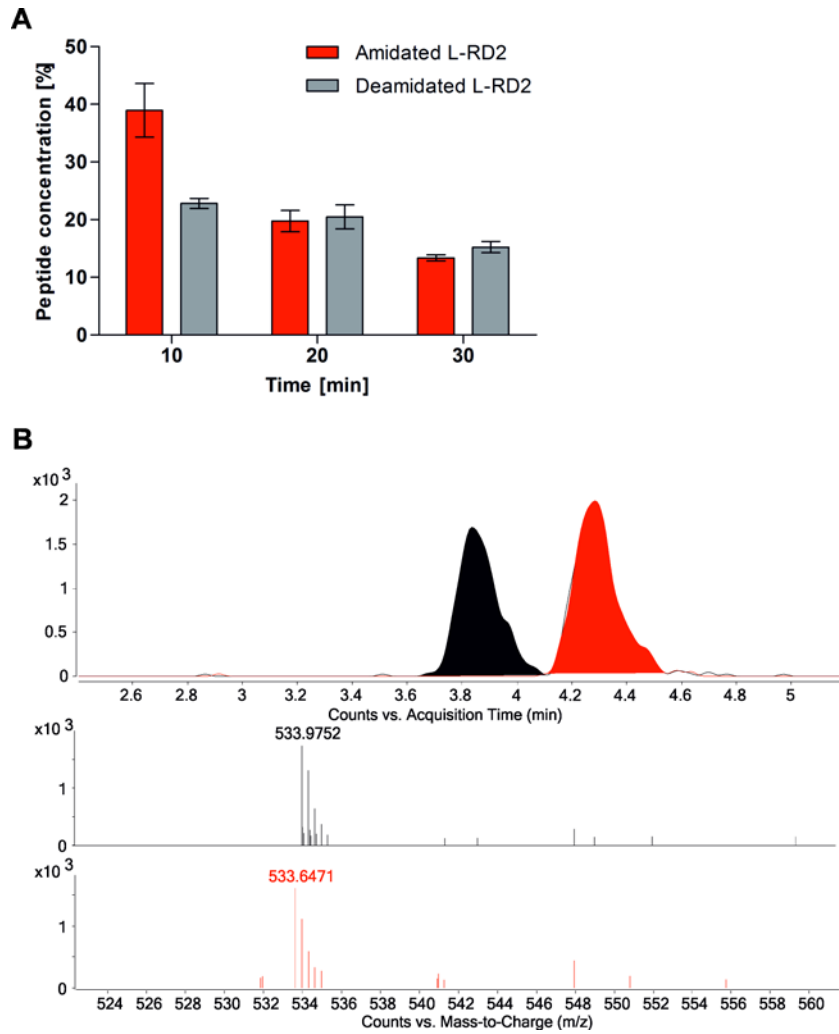 A
Peptide concentration [%]
50
40
30
20
10
0
Amidated L-RD2
Deamidated L-RD2
10 20 30
Time [min]
B
x10 3
2
1.5
1
0.5
0
2.6 2.8 3 3.2 3.4 3.6 3.8 4 4.2 4.4 4.6 4.8 5
Counts vs. Acquisition Time (min)
x10 3
533.9752
1
0
x10 3
533.6471
1
0
524 526 528 530 532 534 536 538 540 542 544 546 548 550 552 554 556 558 560
Counts vs. Mass-to-Charge (m/z)